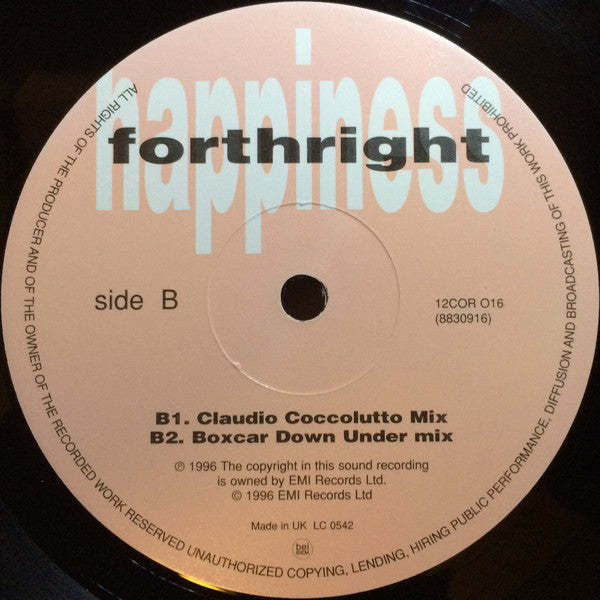 happiness
forthright
side B
12COR O16
(8830916)
B1. Claudio Coccolutto Mix
B2. Boxcar Down Under mix
℗ 1996 The copyright in this sound recording
is owned by EMI Records Ltd.
© 1996 EMI Records Ltd
Made in UK LC 0542
ALL RIGHTS OF THE PRODUCER AND OF THE OWNER OF THE RECORDED WORK RESERVED UNAUTHORIZED COPYING, LENDING, HIRING PUBLIC PERFORMANCE, DIFFUSION AND BROADCASTING OF THIS WORK PROHIBITED